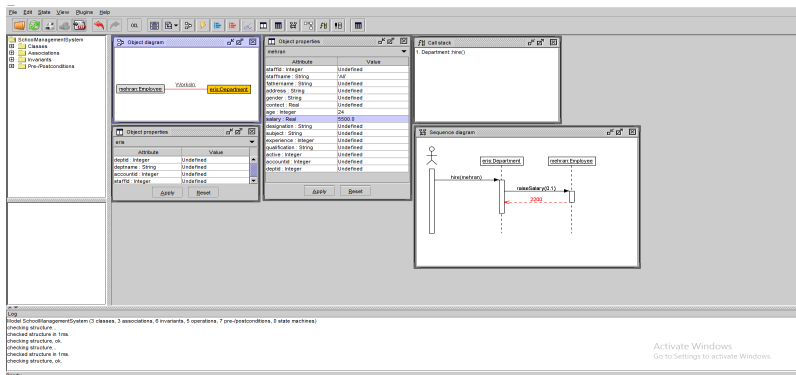 File Edit State View Plugins Help
OCL
SchoolManagementSystem
Classes
Associations
Invariants
Pre-/Postconditions
Object diagram
WorksIn
mehran:Employee
eris:Department
Object properties
eris
Attribute Value
deptid : Integer Undefined
deptname : String Undefined
accountid : Integer Undefined
staffid : Integer Undefined
Apply Reset
Object properties
mehran
Attribute Value
staffid : Integer Undefined
staffname : String 'Ali'
fathername : String Undefined
address : String Undefined
gender : String Undefined
contect : Real Undefined
age : Integer 24
salary : Real 5500.0
designation : String Undefined
subject : String Undefined
experience : Integer Undefined
qualification : String Undefined
active : Integer Undefined
accountid : Integer Undefined
deptid : Integer Undefined
Apply Reset
Call stack
1. Department::hire()
Sequence diagram
eris:Department mehran:Employee
hire(mehran)
raiseSalary(0.1)
2200
Log
Model SchoolManagementSystem (3 classes, 3 associations, 6 invariants, 5 operations, 7 pre-/postconditions, 0 state machines)
checking structure...
checked structure in 1ms.
checking structure, ok.
checking structure...
checked structure in 1ms.
checking structure, ok.
Activate Windows
Go to Settings to activate Windows.